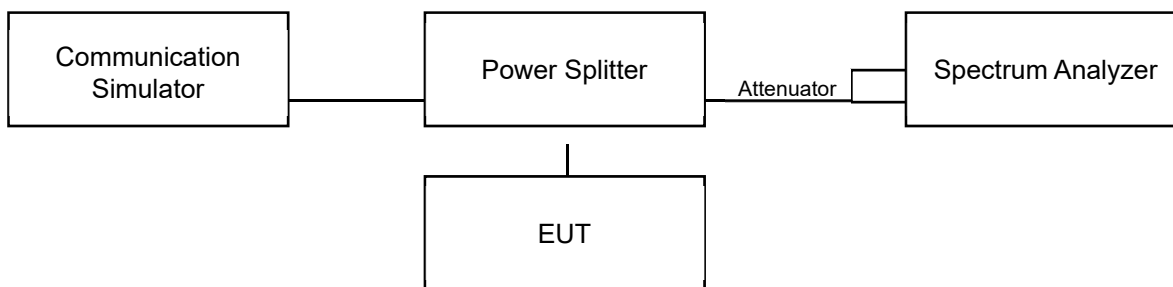 Communication
Simulator
Power Splitter
Attenuator
Spectrum Analyzer
EUT